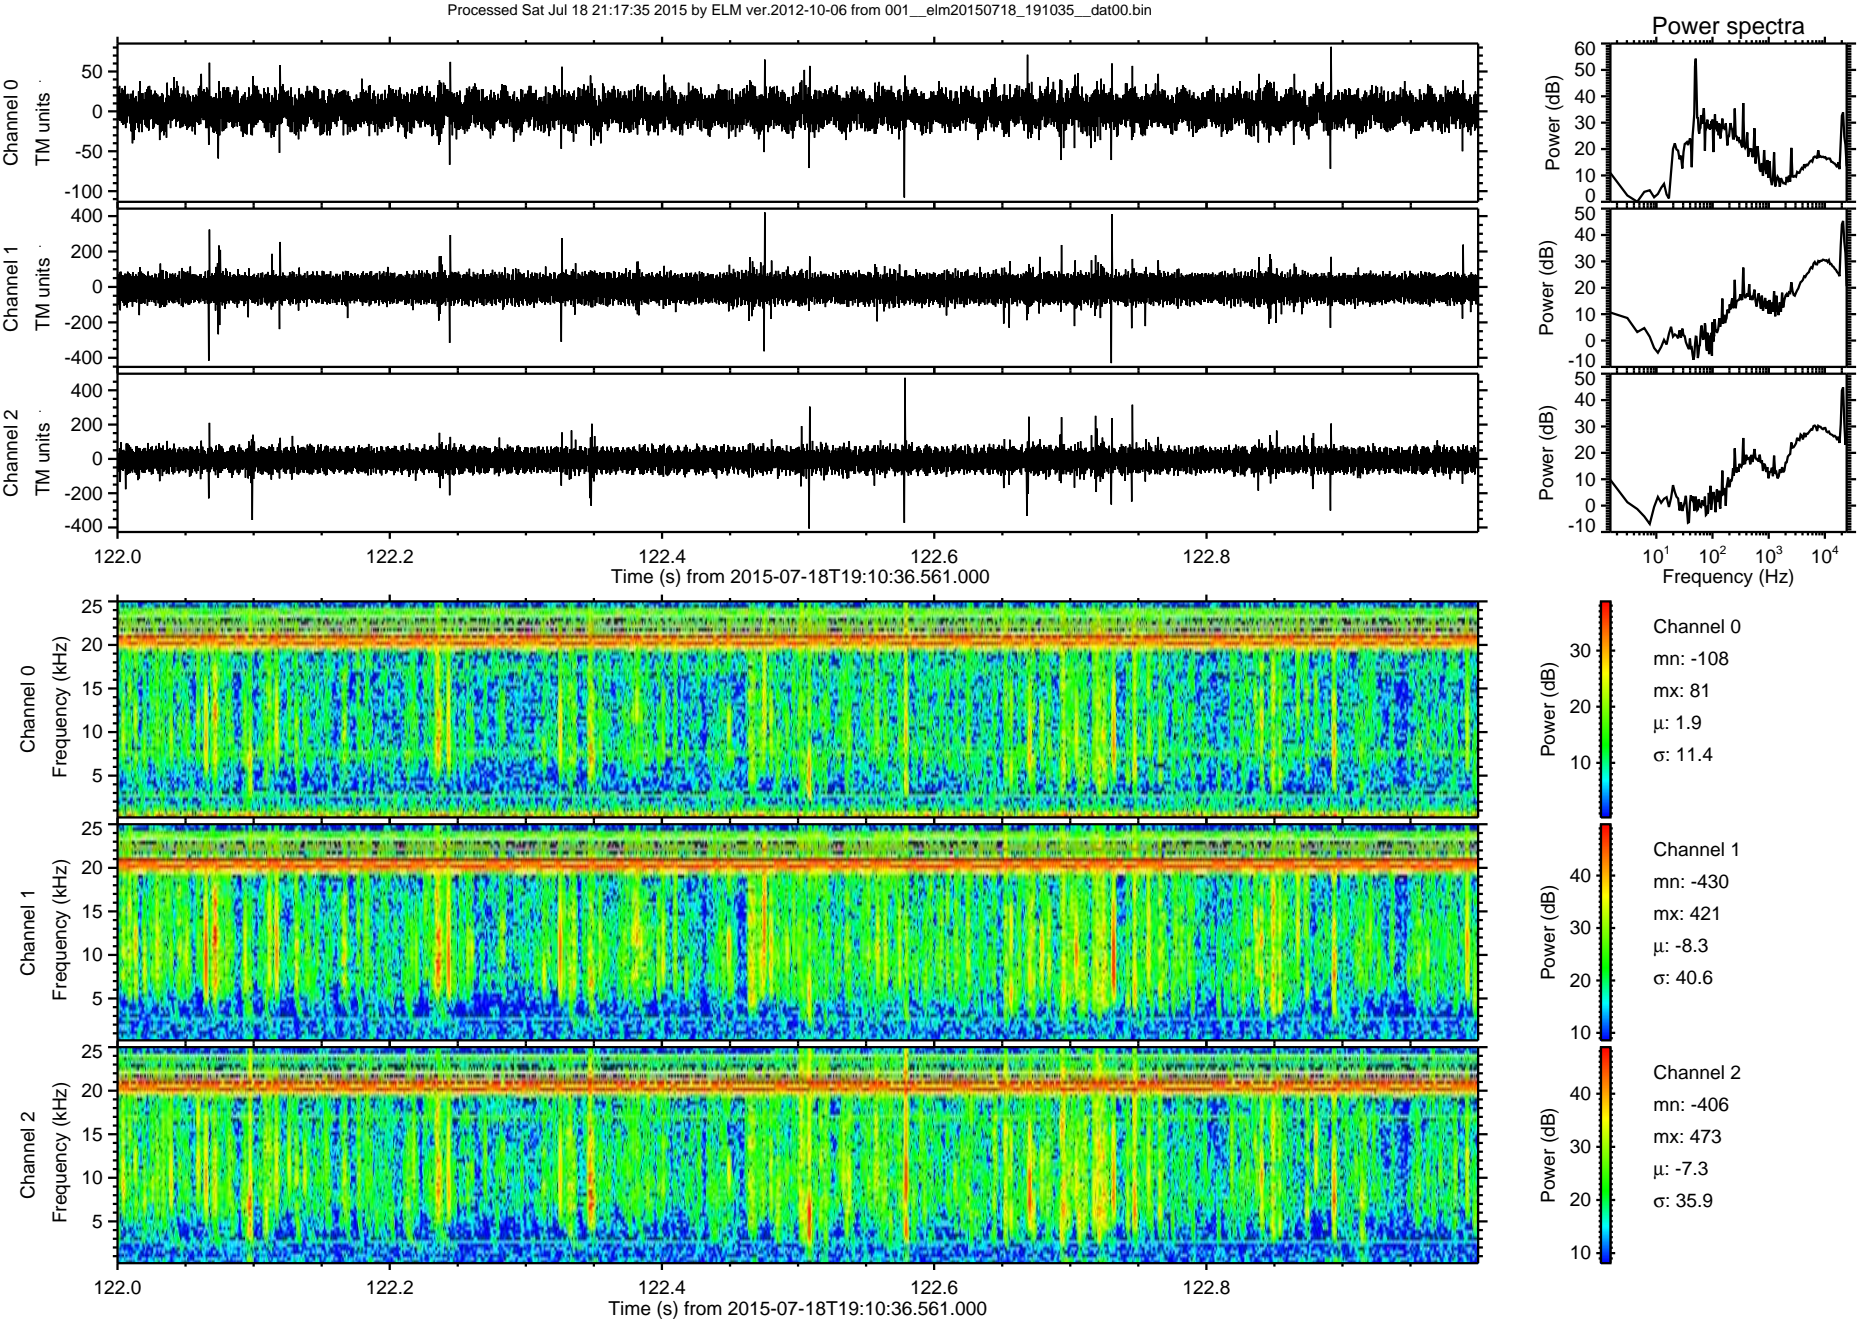 Processed Sat Jul 18 21:17:35 2015 by ELM ver.2012-10-06 from 001__elm20150718_191035__dat00.bin
Power spectra
Channel 0
TM units
50
0
-50
-100
Power (dB)
60
50
40
30
20
10
0
Channel 1
TM units
400
200
0
-200
-400
Power (dB)
50
40
30
20
10
0
-10
Channel 2
TM units
400
200
0
-200
-400
Power (dB)
50
40
30
20
10
0
-10
122.0 122.2 122.4 122.6 122.8
Time (s) from 2015-07-18T19:10:36.561.000
10¹ 10² 10³ 10⁴
Frequency (Hz)
Channel 0
Frequency (kHz)
25
20
15
10
5
Power (dB)
30
20
10
Channel 0
mn: -108
mx: 81
μ: 1.9
σ: 11.4
Channel 1
Frequency (kHz)
25
20
15
10
5
Power (dB)
40
30
20
10
Channel 1
mn: -430
mx: 421
μ: -8.3
σ: 40.6
Channel 2
Frequency (kHz)
25
20
15
10
5
Power (dB)
40
30
20
10
Channel 2
mn: -406
mx: 473
μ: -7.3
σ: 35.9
122.0 122.2 122.4 122.6 122.8
Time (s) from 2015-07-18T19:10:36.561.000